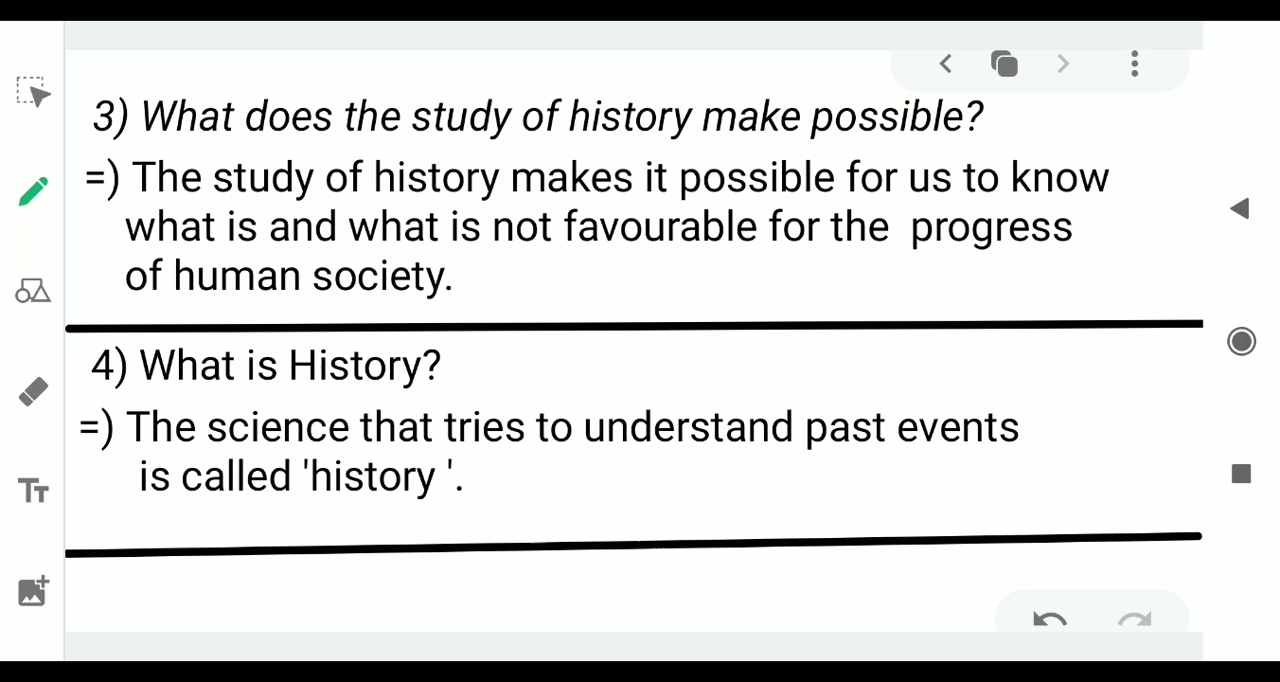 3) What does the study of history make possible?
=) The study of history makes it possible for us to know
what is and what is not favourable for the progress
of human society.
4) What is History?
=) The science that tries to understand past events
is called 'history '.
TT